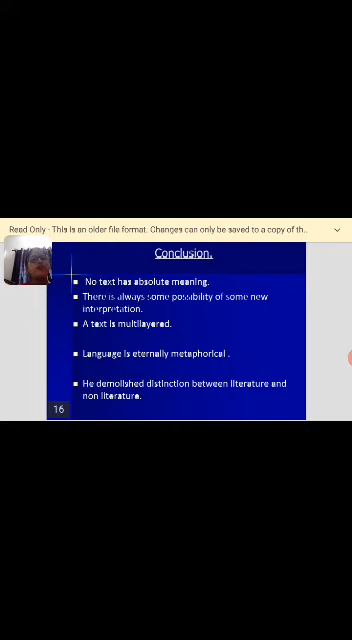 Read Only - This is an older file format. Changes can only be saved to a copy of th...
Conclusion.
No text has absolute meaning.
There is always some possibility of some new
interpretation.
A text is multilayered.
Language is eternally metaphorical .
He demolished distinction between literature and
non literature.
16